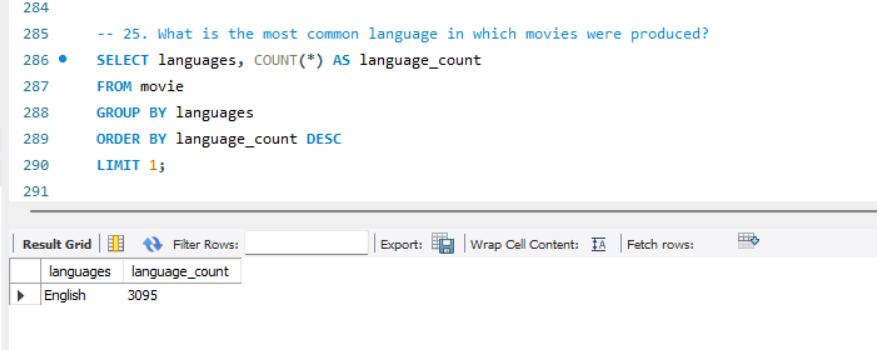 284
285 -- 25. What is the most common language in which movies were produced?
286 SELECT languages, COUNT(*) AS language_count
287 FROM movie
288 GROUP BY languages
289 ORDER BY language_count DESC
290 LIMIT 1;
291
Result Grid Filter Rows: Export: Wrap Cell Content: IA Fetch rows:
languages language_count
English 3095